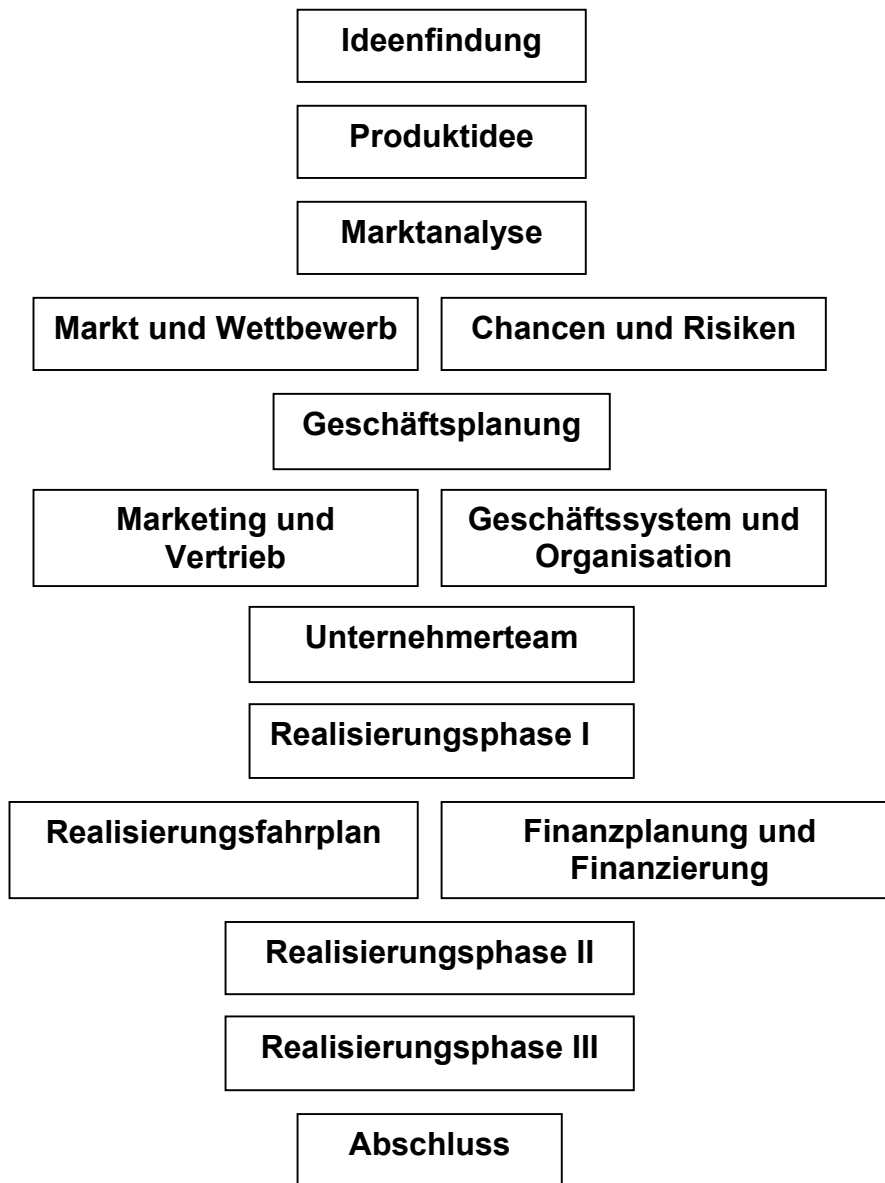 Ideenfindung
Produktidee
Marktanalyse
Markt und Wettbewerb
Chancen und Risiken
Geschäftsplanung
Marketing und
Vertrieb
Geschäftssystem und
Organisation
Unternehmerteam
Realisierungsphase I
Realisierungsfahrplan
Finanzplanung und
Finanzierung
Realisierungsphase II
Realisierungsphase III
Abschluss